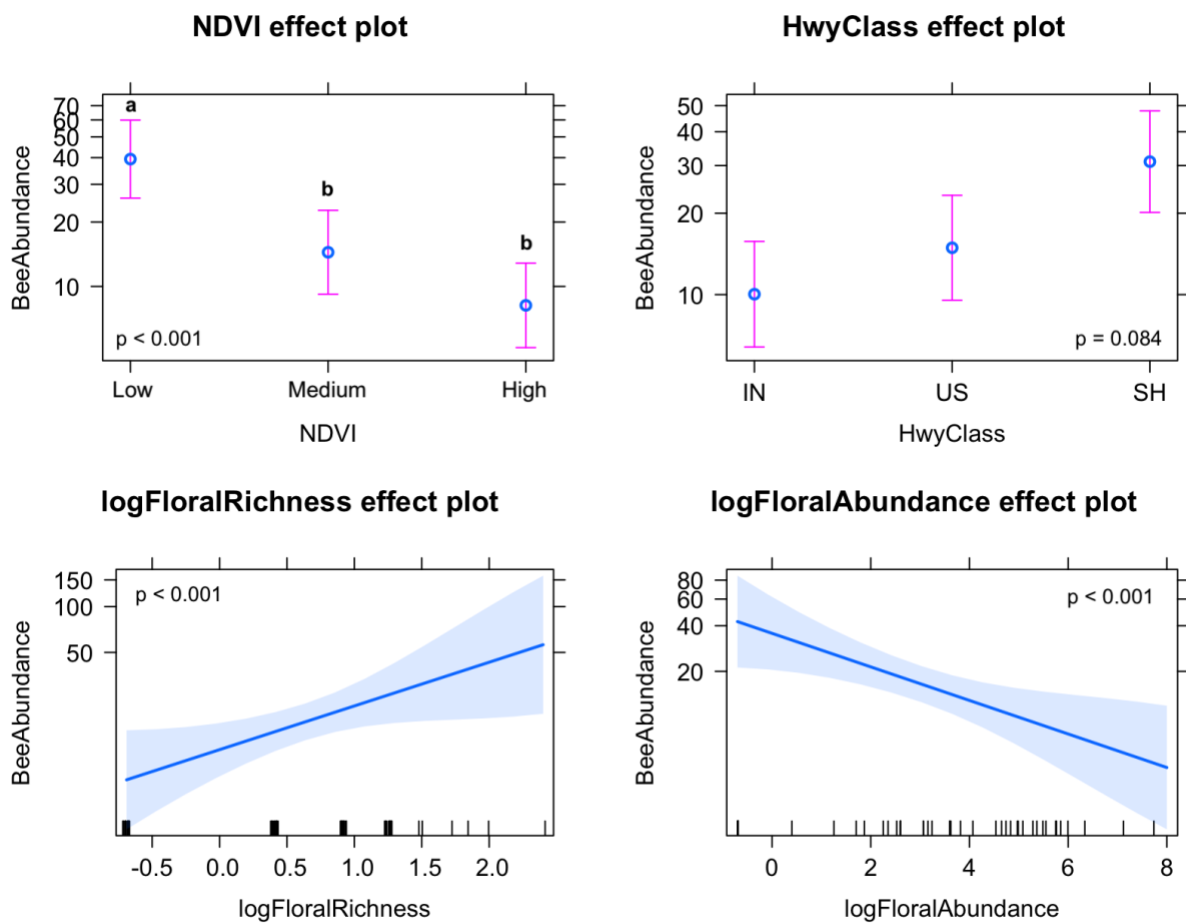 NDVI effect plot
70
60
50
40
30
20
10
BeeAbundance
a
b
b
p < 0.001
Low Medium High
NDVI
HwyClass effect plot
50
40
30
20
10
BeeAbundance
p = 0.084
IN US SH
HwyClass
logFloralRichness effect plot
150
100
50
BeeAbundance
p < 0.001
-0.5 0.0 0.5 1.0 1.5 2.0
logFloralRichness
logFloralAbundance effect plot
80
60
40
20
BeeAbundance
p < 0.001
0 2 4 6 8
logFloralAbundance